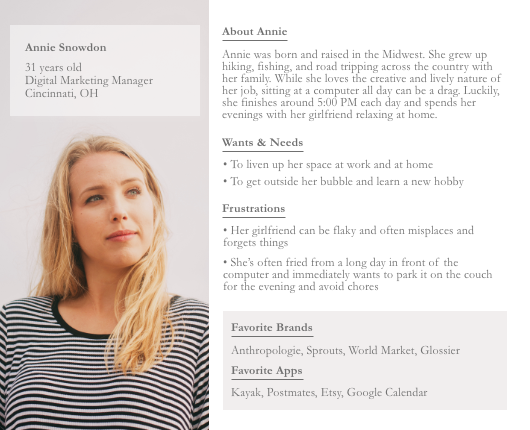 Annie Snowdon
31 years old
Digital Marketing Manager
Cincinnati, OH
About Annie
Annie was born and raised in the Midwest. She grew up
hiking, fishing, and road tripping across the country with
her family. While she loves the creative and lively nature of
her job, sitting at a computer all day can be a drag. Luckily,
she finishes around 5:00 PM each day and spends her
evenings with her girlfriend relaxing at home.
Wants & Needs
• To liven up her space at work and at home
• To get outside her bubble and learn a new hobby
Frustrations
• Her girlfriend can be flaky and often misplaces and
forgets things
• She's often fried from a long day in front of the
computer and immediately wants to park it on the couch
for the evening and avoid chores
Favorite Brands
Anthropologie, Sprouts, World Market, Glossier
Favorite Apps
Kayak, Postmates, Etsy, Google Calendar